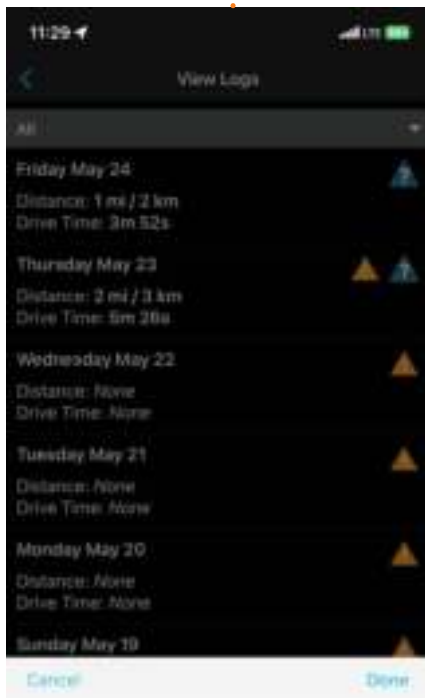 11:29
LTE
View Logs
All
Friday May 24
Distance: 1 mi / 2 km
Drive Time: 3m 52s
Thursday May 23
Distance: 2 mi / 3 km
Drive Time: 5m 26s
Wednesday May 22
Distance: None
Drive Time: None
Tuesday May 21
Distance: None
Drive Time: None
Monday May 20
Distance: None
Drive Time: None
Sunday May 19
Cancel
Done